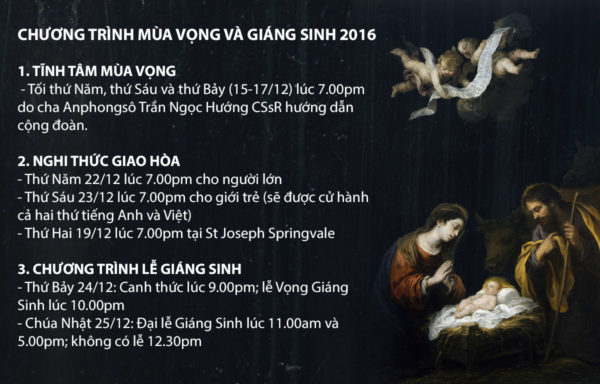 CHƯƠNG TRÌNH MÙA VỌNG VÀ GIÁNG SINH 2016
1. TĨNH TÂM MÙA VỌNG
- Tối thứ Năm, thứ Sáu và thứ Bảy (15-17/12) lúc 7.00pm
do cha Anphongsô Trần Ngọc Hướng CSsR hướng dẫn
cộng đoàn.
2. NGHI THỨC GIAO HÒA
- Thứ Năm 22/12 lúc 7.00pm cho người lớn
- Thứ Sáu 23/12 lúc 7.00pm cho giới trẻ (sẽ được cử hành
cả hai thứ tiếng Anh và Việt)
- Thứ Hai 19/12 lúc 7.00pm tại St Joseph Springvale
3. CHƯƠNG TRÌNH LỄ GIÁNG SINH
- Thứ Bảy 24/12: Canh thức lúc 9.00pm; lễ Vọng Giáng
Sinh lúc 10.00pm
- Chúa Nhật 25/12: Đại lễ Giáng Sinh lúc 11.00am và
5.00pm; không có lễ 12.30pm